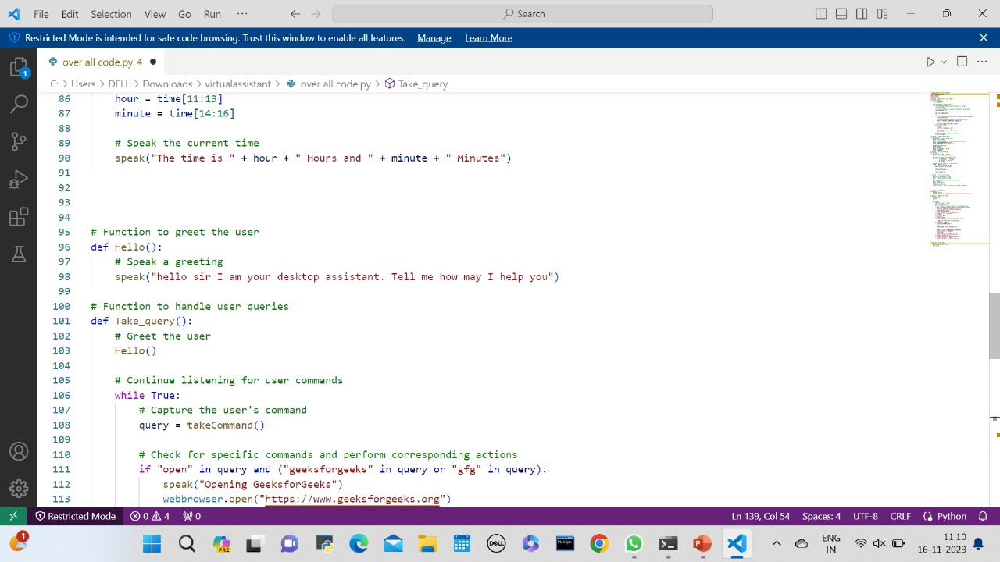 File Edit Selection Go Run ··· Search
Restricted Mode is intended for safe code browsing. Trust this window to enable all features. Manage Learn More
1
over all code.py 4
C: > Users > DELL > Downloads > virtualassistant > over all code.py > Take_query
86 hour = time[11:13]
87 minute = time[14:16]
88
89 # Speak the current time
90 speak("The time is " + hour + " Hours and " + minute + " Minutes")
91
92
93
94
95 # Function to greet the user
96 def Hello():
97 # Speak a greeting
98 speak("hello sir I am your desktop assistant. Tell me how may I help you")
99
100 # Function to handle user queries
101 def Take_query():
102 # Greet the user
103 Hello()
104
105 # Continue listening for user commands
106 while True:
107 # Capture the user's command
108 query = takeCommand()
109
110 # Check for specific commands and perform corresponding actions
111 if "open" in query and ("geeksforgeeks" in query or "gfg" in query):
112 speak("Opening GeeksforGeeks")
113 webbrowser.open("https://www.geeksforgeeks.org")
Restricted Mode 0 4 0 Ln 139, Col 54 Spaces: 4 UTF-8 CRLF Python
1 PRE DELL MySQL ENG IN 11:10 16-11-2023